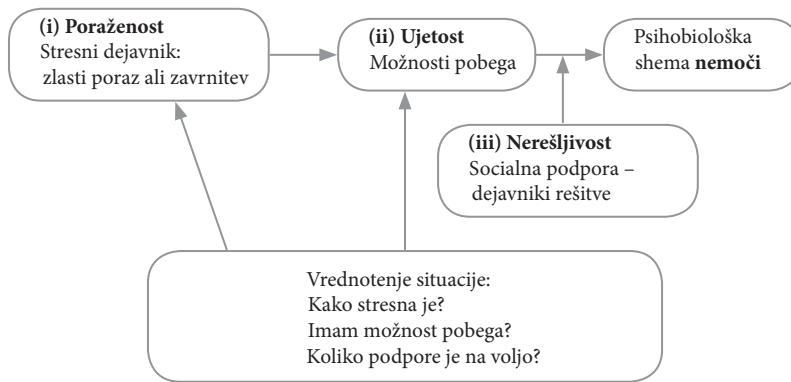 (i) Poraženost
Stresni dejavnik:
zlasti poraz ali zavrnitev
(ii) Ujetost
Možnosti pobega
Psihobiološka
shema nemoči
(iii) Nerešljivost
Socialna podpora –
dejavniki rešitve
Vrednotenje situacije:
Kako stresna je?
Imam možnost pobega?
Koliko podpore je na voljo?